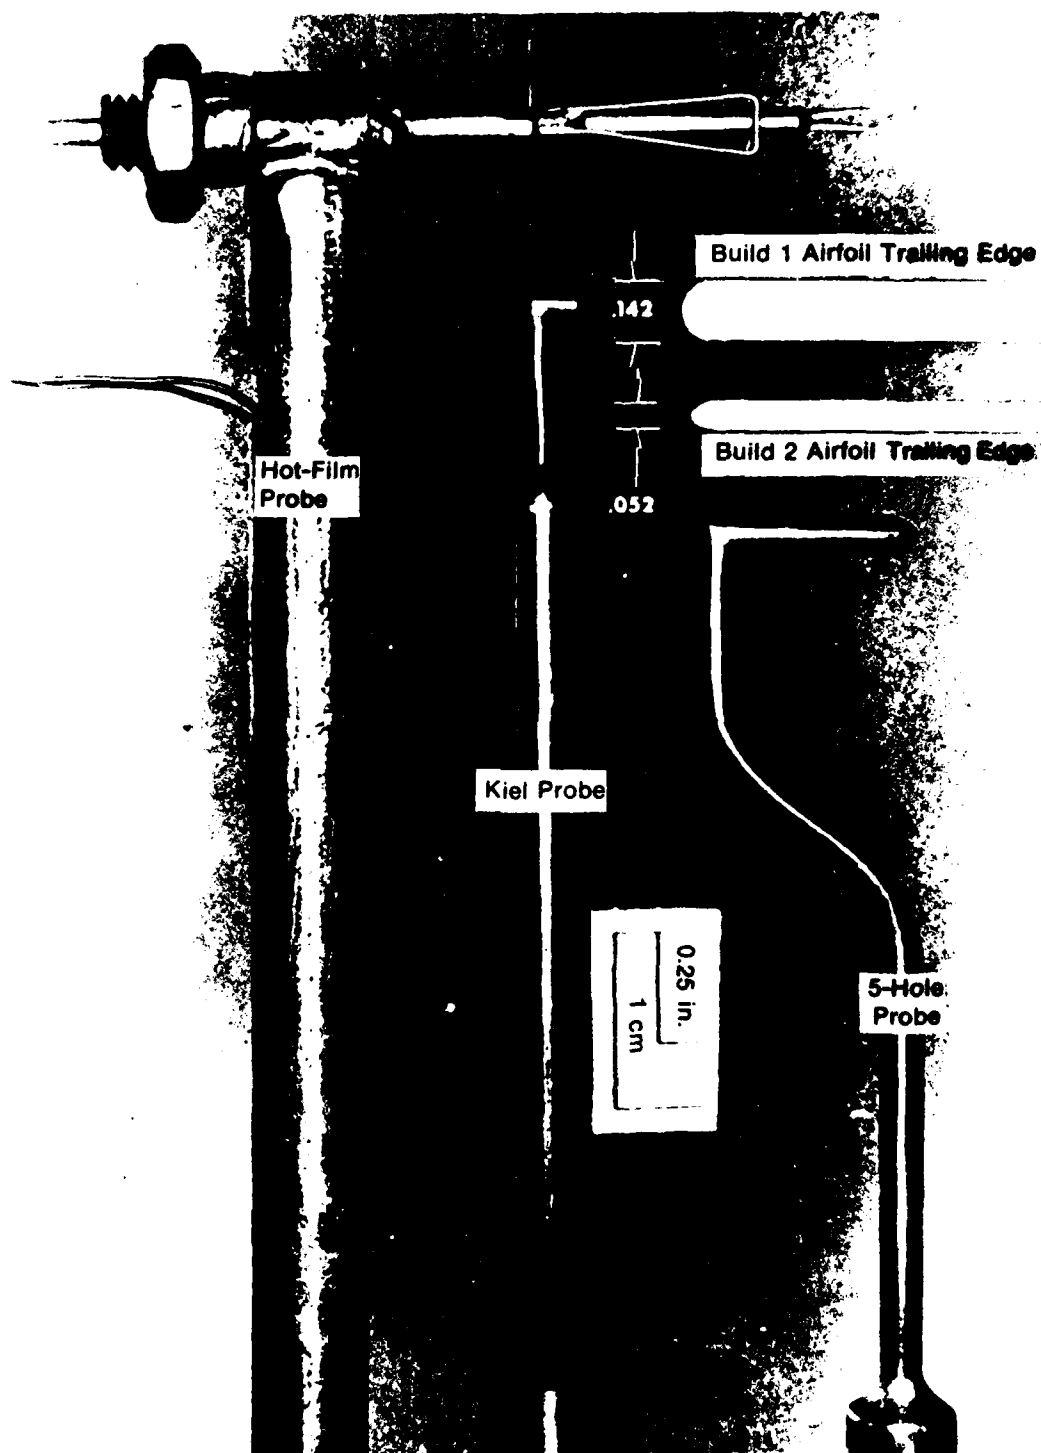 Build 1 Airfoil Trailing Edge
.142
Build 2 Airfoil Trailing Edge
.052
Hot-Film
Probe
Kiel Probe
0.25 in.
1 cm
5-Hole
Probe